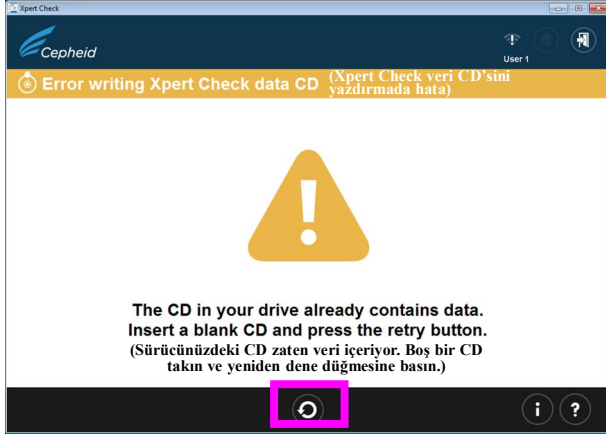 Xpert Check
Cepheid
User 1
Error writing Xpert Check data CD
(Xpert Check veri CD’sini
yazdırmada hata)
!
The CD in your drive already contains data.
Insert a blank CD and press the retry button.
(Sürücünüzdeki CD zaten veri içeriyor. Boş bir CD
takın ve yeniden dene düğmesine basın.)
i ?